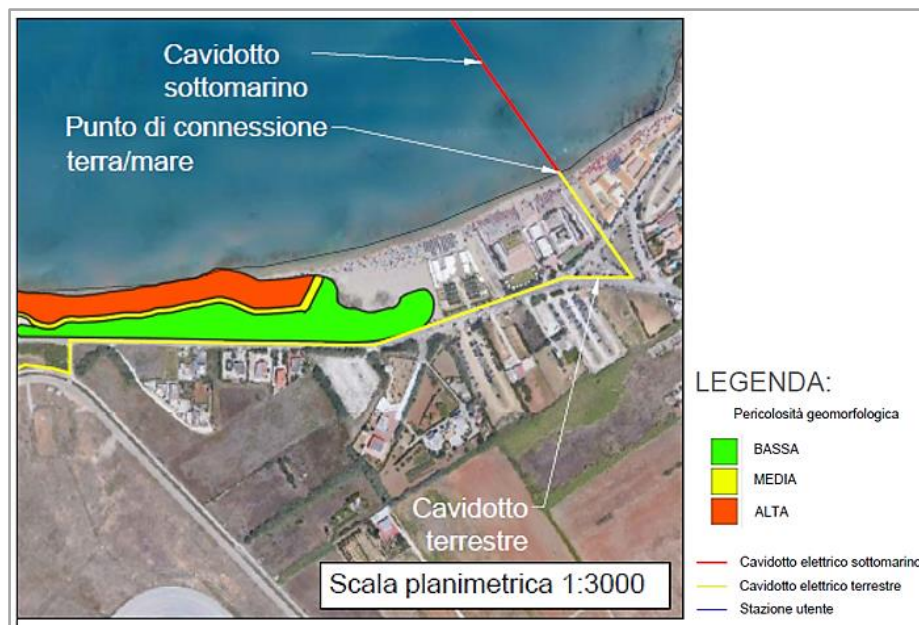 Cavidotto
sottomarino
Punto di connessione
terra/mare
Cavidotto
terrestre
Scala planimetrica 1:3000
LEGENDA:
Pericolosità geomorfologica
BASSA
MEDIA
ALTA
Cavidotto elettrico sottomarino
Cavidotto elettrico terrestre
Stazione utente